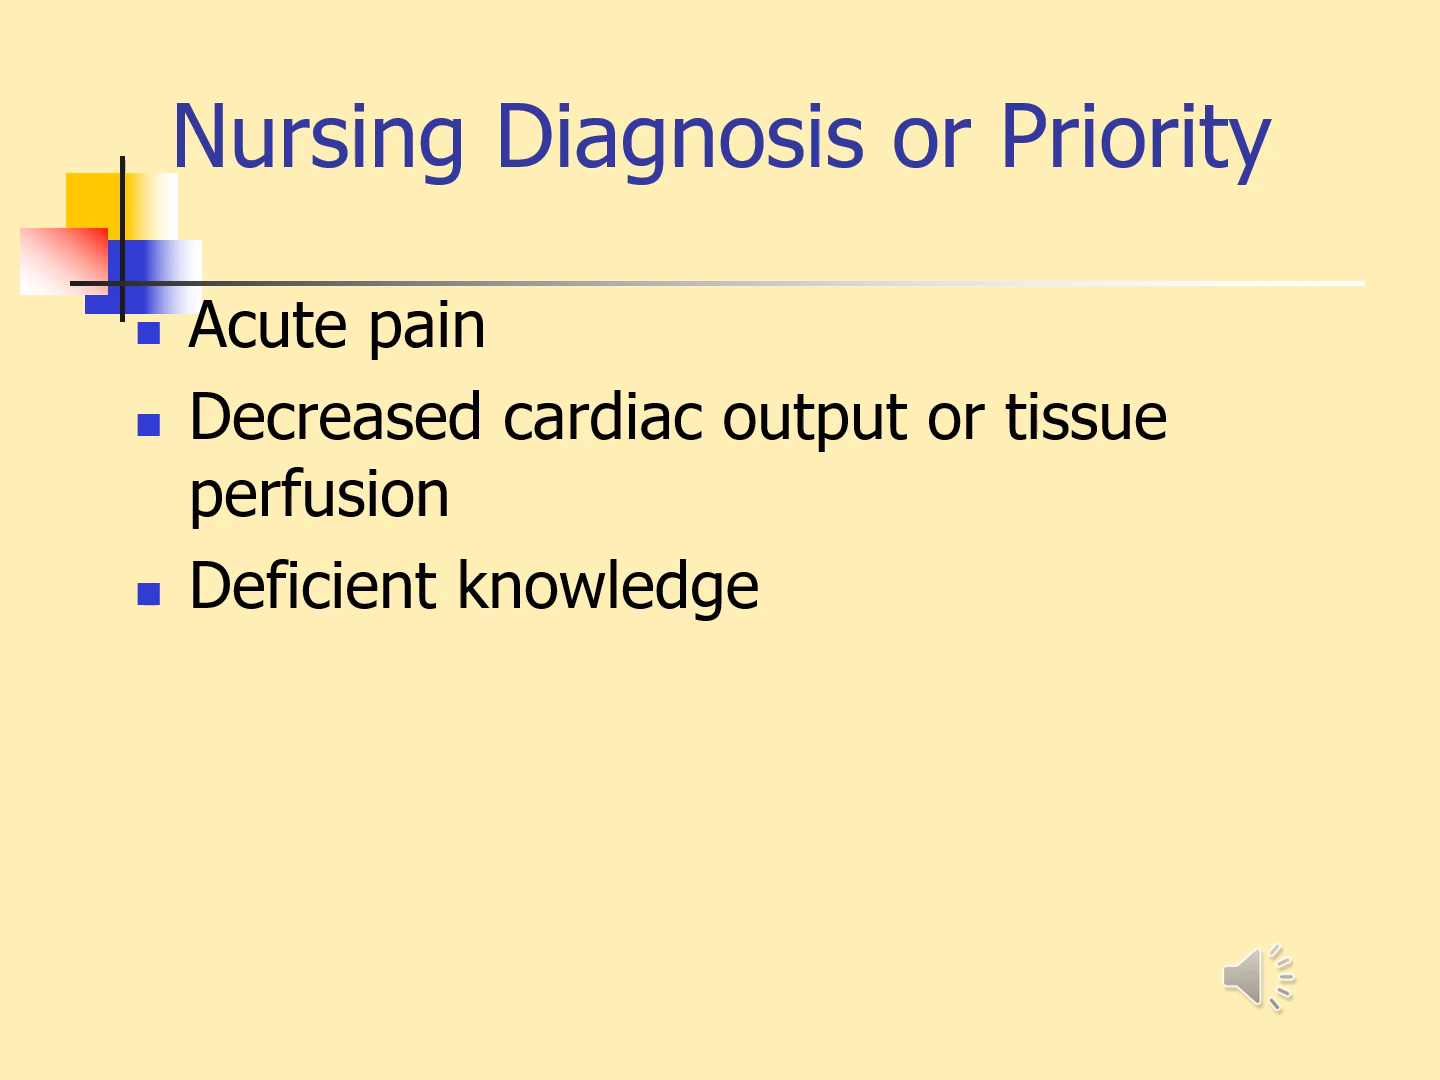 Nursing Diagnosis or Priority
Acute pain
Decreased cardiac output or tissue
perfusion
Deficient knowledge